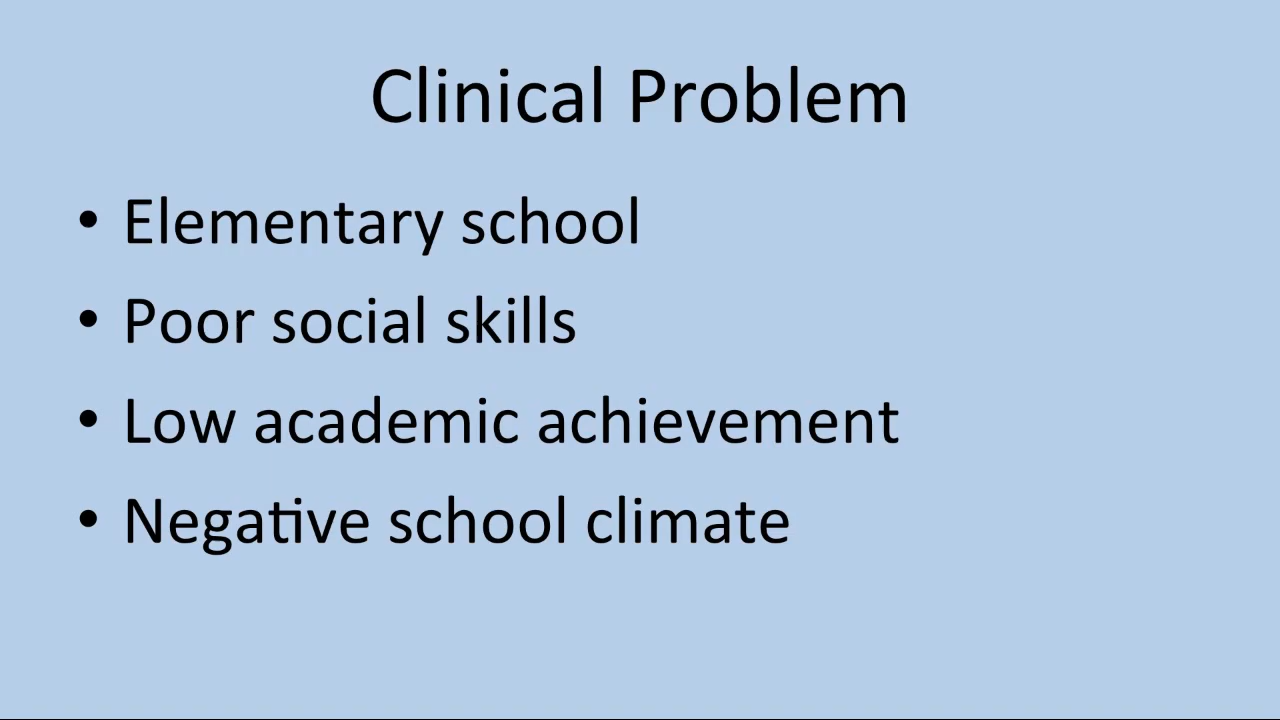 Clinical Problem
• Elementary school
• Poor social skills
• Low academic achievement
• Negative school climate